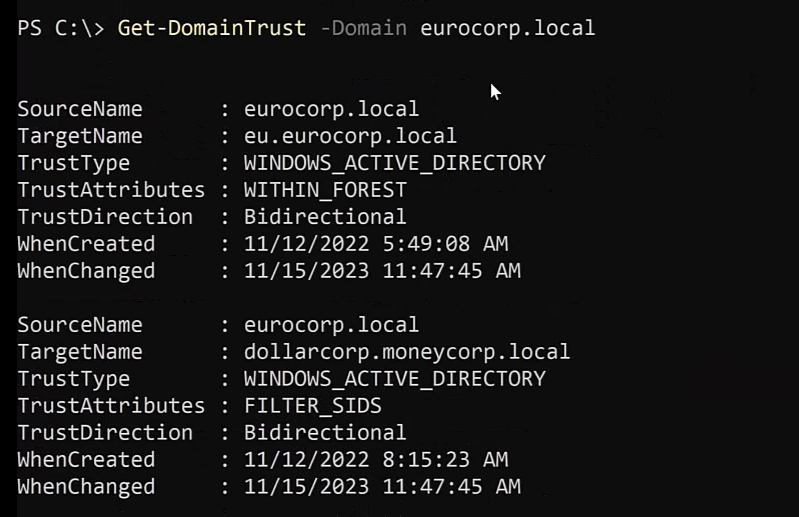 PS C:\> Get-DomainTrust -Domain eurocorp.local
SourceName : eurocorp.local
TargetName : eu.eurocorp.local
TrustType : WINDOWS_ACTIVE_DIRECTORY
TrustAttributes : WITHIN_FOREST
TrustDirection : Bidirectional
WhenCreated : 11/12/2022 5:49:08 AM
WhenChanged : 11/15/2023 11:47:45 AM
SourceName : eurocorp.local
TargetName : dollarcorp.moneycorp.local
TrustType : WINDOWS_ACTIVE_DIRECTORY
TrustAttributes : FILTER_SIDS
TrustDirection : Bidirectional
WhenCreated : 11/12/2022 8:15:23 AM
WhenChanged : 11/15/2023 11:47:45 AM